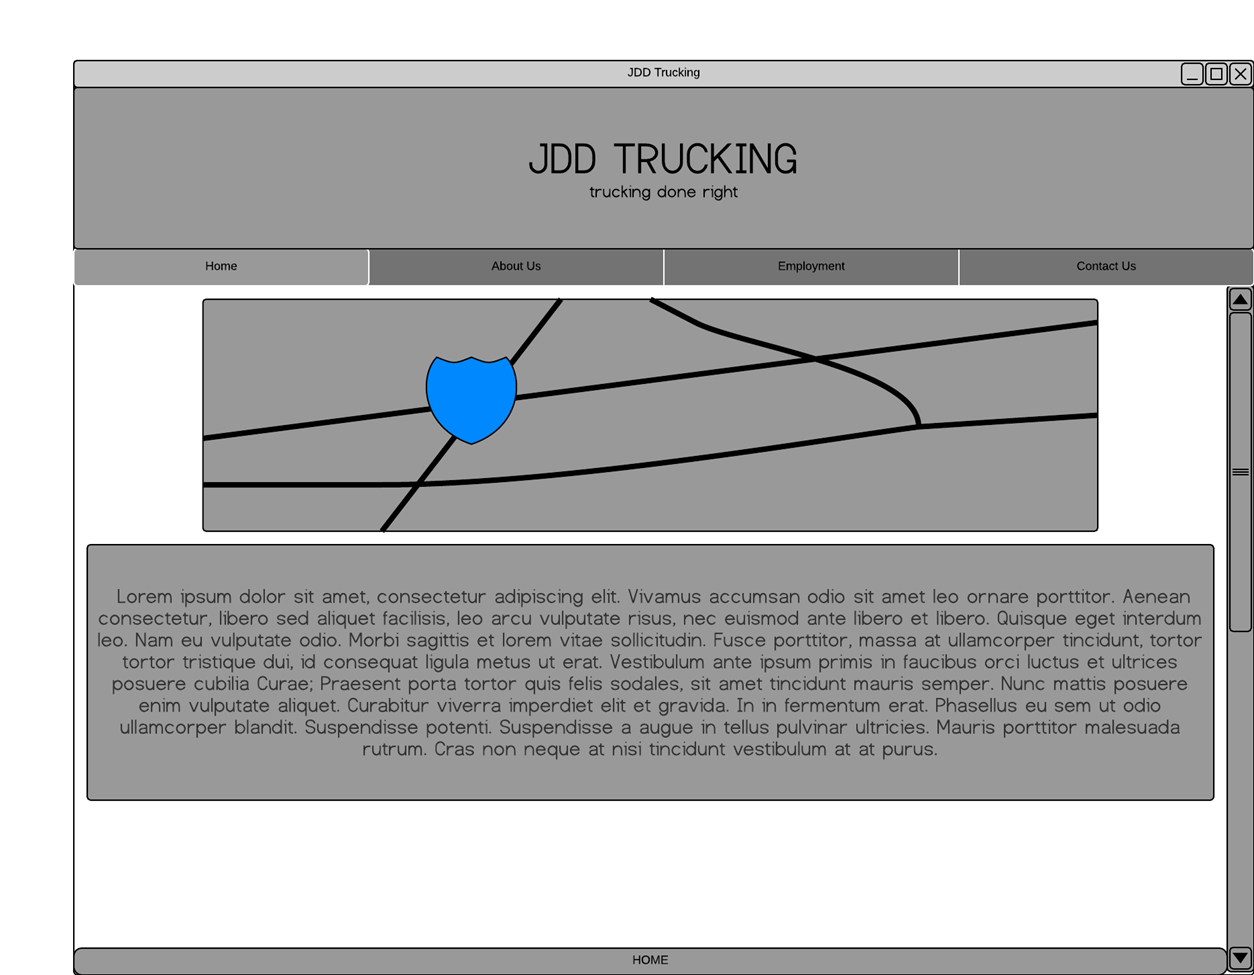 JDD Trucking
JDD TRUCKING
trucking done right
Home
About Us
Employment
Contact Us
Lorem ipsum dolor sit amet, consectetur adipiscing elit. Vivamus accumsan odio sit amet leo ornare porttitor. Aenean
consectetur, libero sed aliquet facilisis, leo arcu vulputate risus, nec euismod ante libero et libero. Quisque eget interdum
leo. Nam eu vulputate odio. Morbi sagittis et lorem vitae sollicitudin. Fusce porttitor, massa at ullamcorper tincidunt, tortor
tortor tristique dui, id consequat ligula metus ut erat. Vestibulum ante ipsum primis in faucibus orci luctus et ultrices
posuere cubilia Curae; Praesent porta tortor quis felis sodales, sit amet tincidunt mauris semper. Nunc mattis posuere
enim vulputate aliquet. Curabitur viverra imperdiet elit et gravida. In in fermentum erat. Phasellus eu sem ut odio
ullamcorper blandit. Suspendisse potenti. Suspendisse a augue in tellus pulvinar ultricies. Mauris porttitor malesuada
rutrum. Cras non neque at nisi tincidunt vestibulum at at purus.
HOME